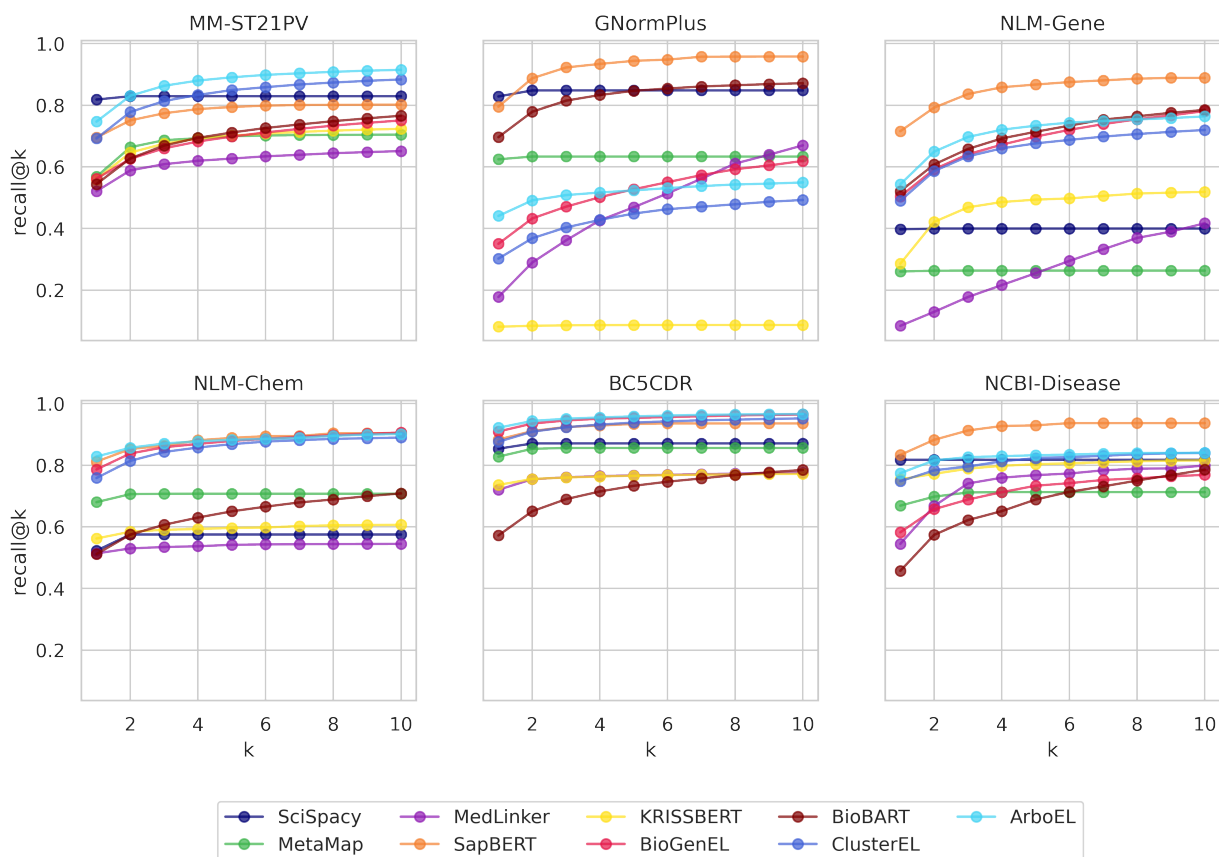 MM-ST21PV
GNormPlus
NLM-Gene
1.0
0.8
0.6
0.4
0.2
recall@k
NLM-Chem
BC5CDR
NCBI-Disease
1.0
0.8
0.6
0.4
0.2
recall@k
2 4 6 8 10
2 4 6 8 10
2 4 6 8 10
k
k
k
SciSpacy MedLinker KRISSBERT BioBART ArboEL
MetaMap SapBERT BioGenEL ClusterEL